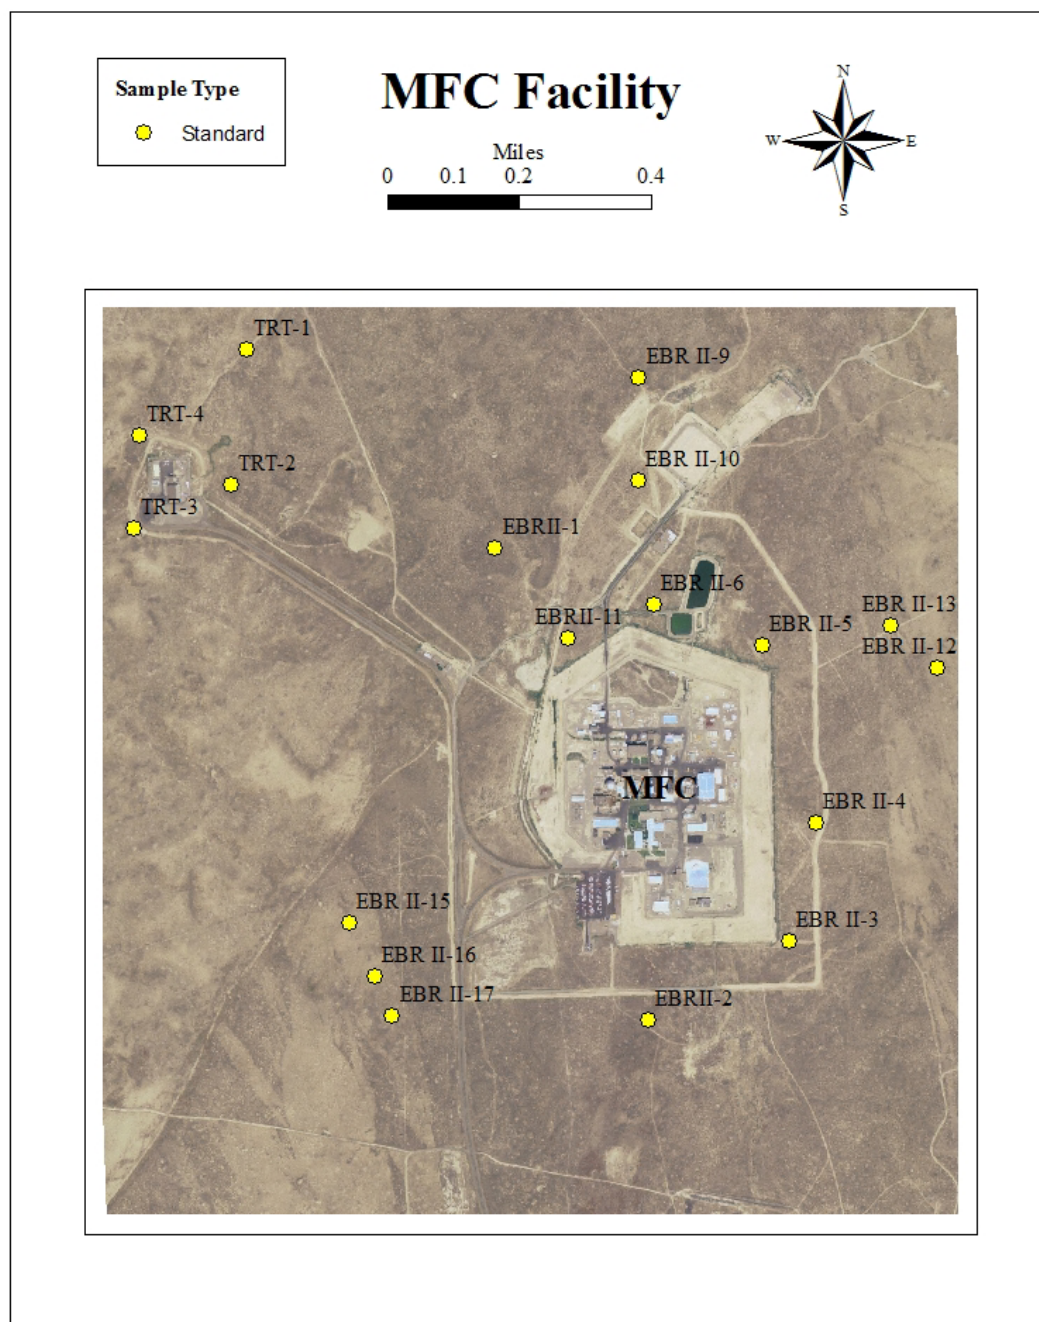 Sample Type
Standard
MFC Facility
Miles
0 0.1 0.2 0.4
N
W E
S
TRT-1
EBR II-9
TRT-4
TRT-2
EBR II-10
TRT-3
EBRII-1
EBR II-6
EBR II-13
EBRII-11
EBR II-5
EBR II-12
MFC
EBR II-4
EBR II-15
EBR II-3
EBR II-16
EBR II-17
EBRII-2